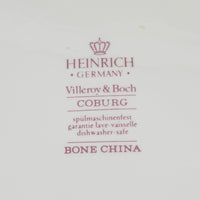 HEINRICH
· GERMANY ·
Villeroy & Boch
COBURG
spülmaschinenfest
garantie lave-vaisselle
dishwasher-safe
BONE CHINA